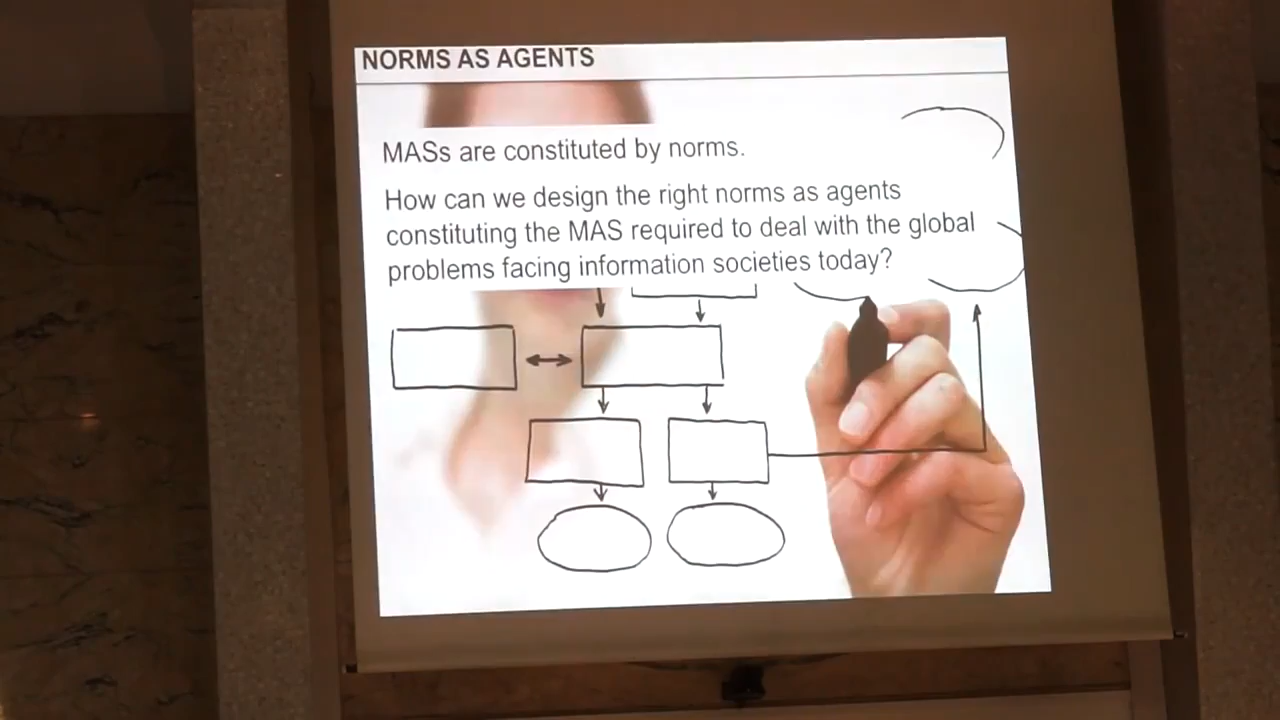 NORMS AS AGENTS
MASs are constituted by norms.
How can we design the right norms as agents
constituting the MAS required to deal with the global
problems facing information societies today?